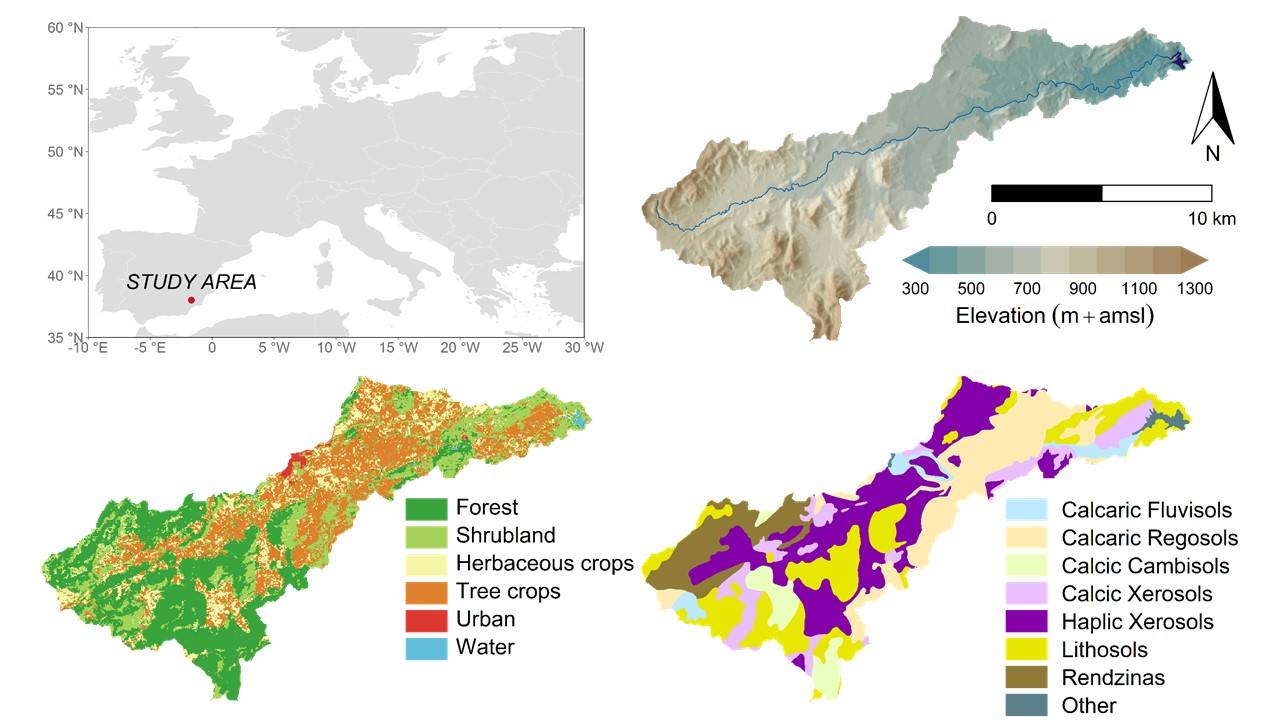 60 °N
55 °N
50 °N
45 °N
40 °N
35 °N
-10 °E
-5 °E
0
5 °W
10 °W
15 °W
20 °W
25 °W
30 °W
STUDY AREA
N
0
10 km
300
500
700
900
1100
1300
Elevation (m+amsl)
Forest
Shrubland
Herbaceous crops
Tree crops
Urban
Water
Calcaric Fluvisols
Calcaric Regosols
Calcic Cambisols
Calcic Xerosols
Haplic Xerosols
Lithosols
Rendzinas
Other